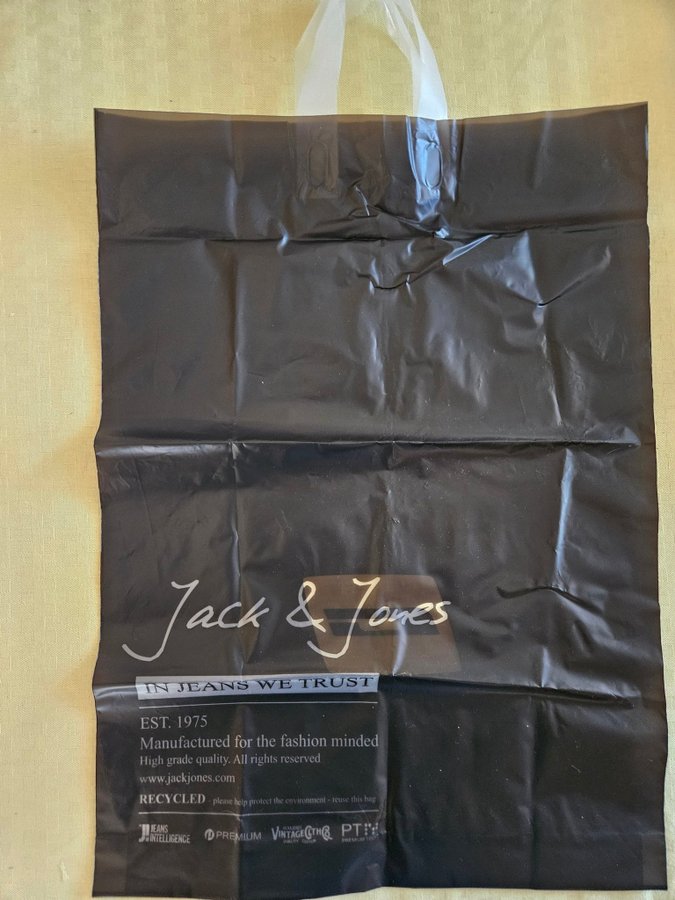 Jack & Jones
IN JEANS WE TRUST
EST. 1975
Manufactured for the fashion minded
High grade quality. All rights reserved
www.jackjones.com
RECYCLED please help protect the environment - reuse this bag
JEANS INTELLIGENCE
PREMIUM
VINTAGE